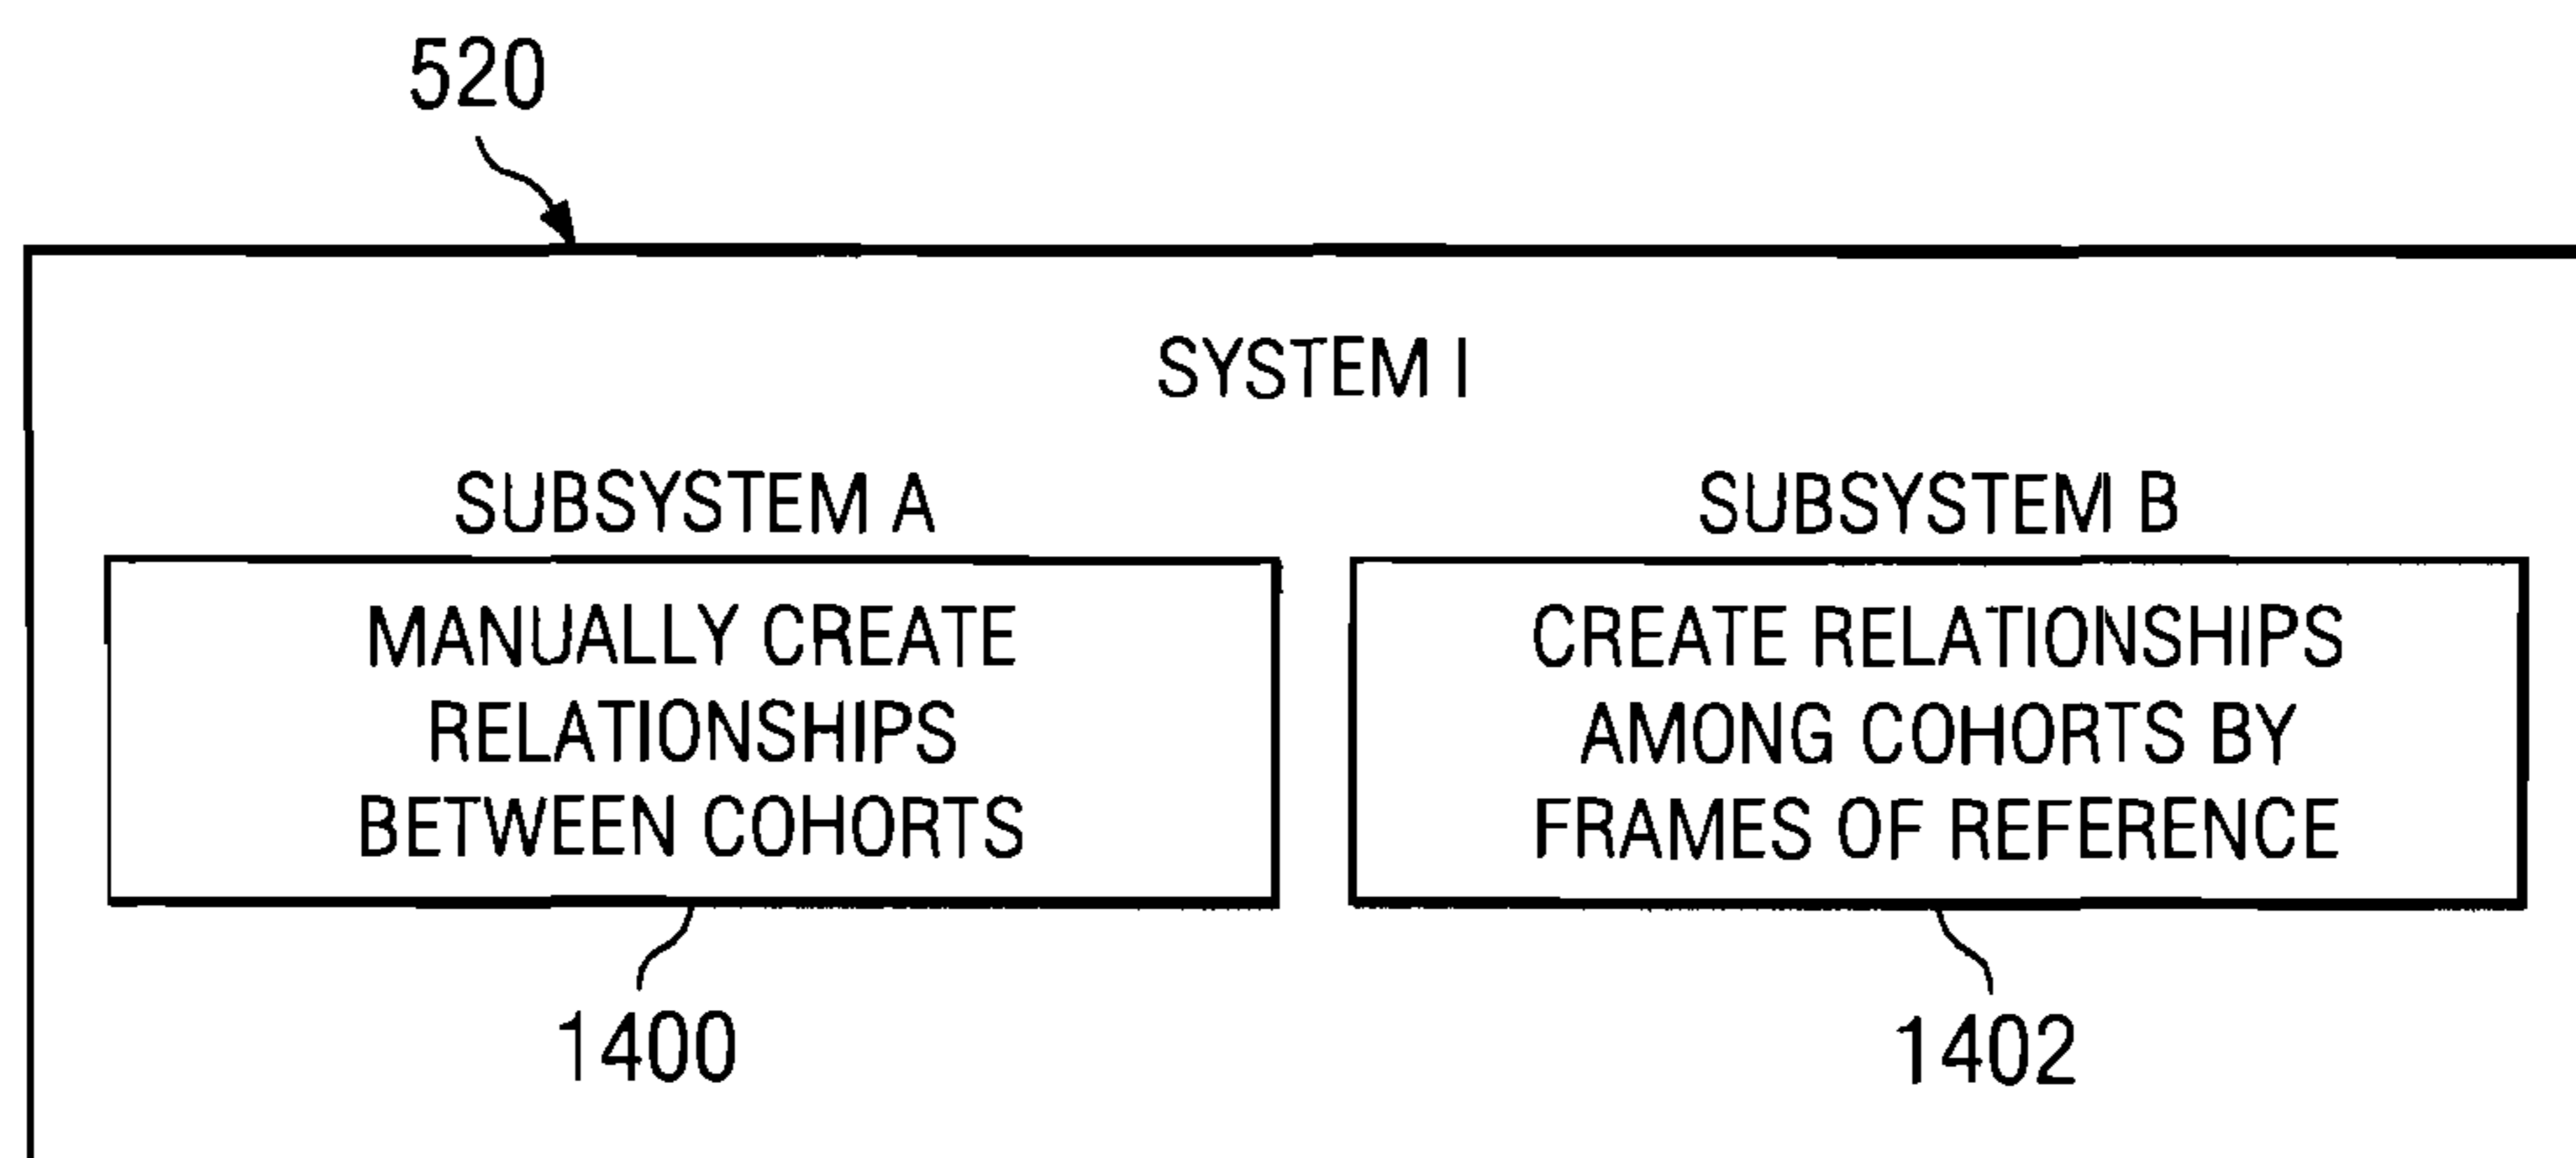 520
SYSTEM I
SUBSYSTEM A
MANUALLY CREATE
RELATIONSHIPS
BETWEEN COHORTS
1400
SUBSYSTEM B
CREATE RELATIONSHIPS
AMONG COHORTS BY
FRAMES OF REFERENCE
1402